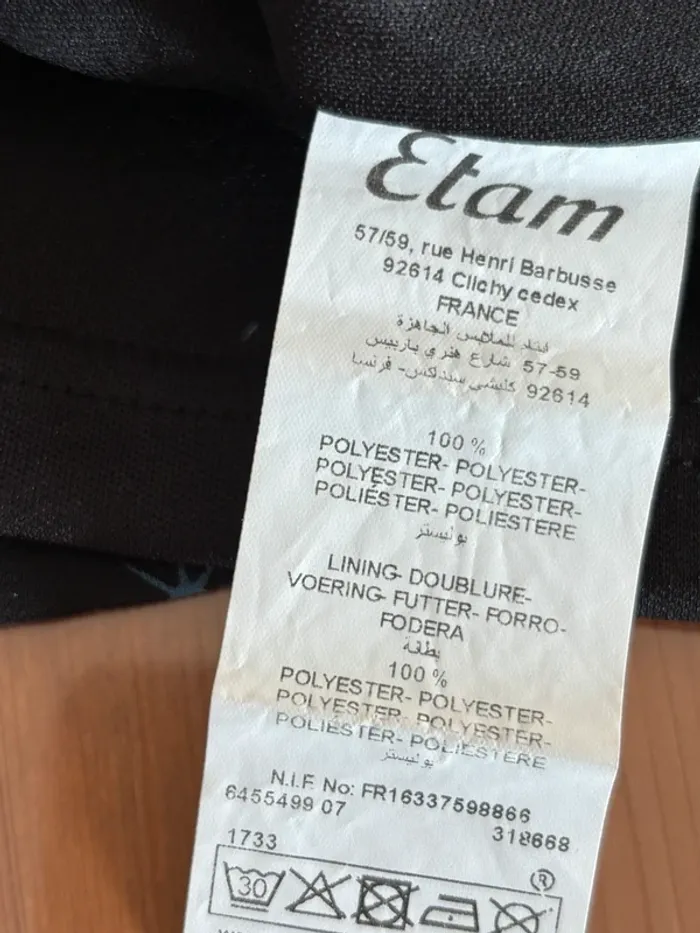 Etam
57/59, rue Henri Barbusse
92614 Clichy cedex
FRANCE
إيتام للملابس الجاهزة
57-59 شارع هنري باربيس
92614 كليشي سيدكس- فرنسا
100 %
POLYESTER- POLYESTER-
POLYESTER- POLYESTER-
POLIÉSTER- POLIESTERE
بوليستر
LINING- DOUBLURE-
VOERING- FUTTER- FORRO-
FODERA
بطانة
100 %
POLYESTER- POLYESTER-
POLYESTER- POLYESTER-
POLIÉSTER- POLIESTERE
بوليستر
N.I.F. No: FR16337598866
6455499 07 318668
1733
®
30